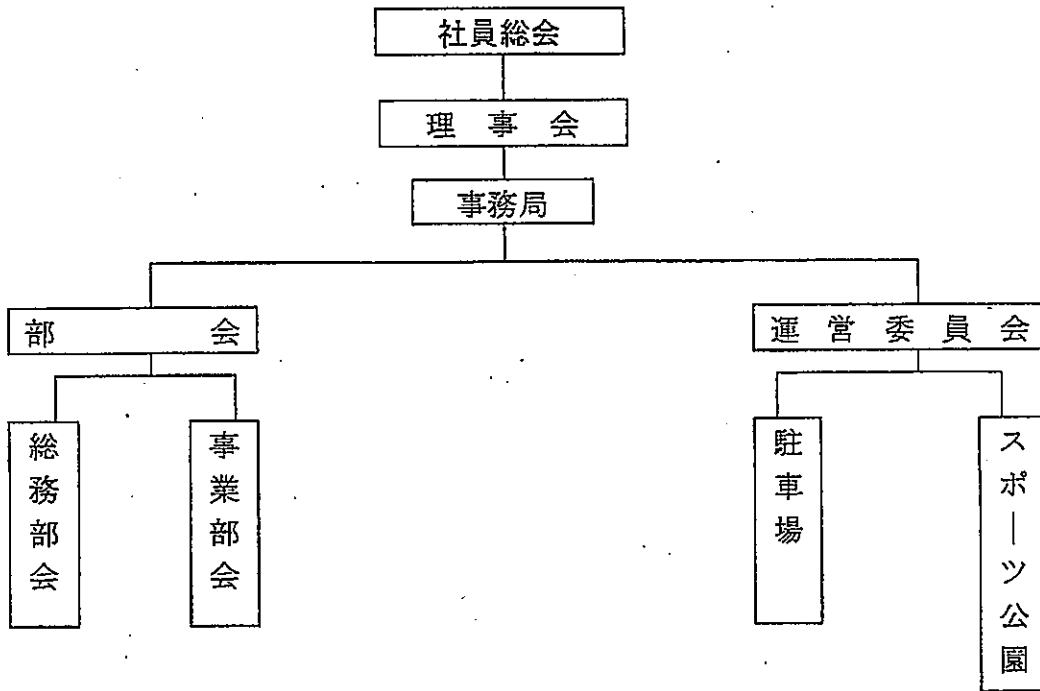 社員総会
理事会
事務局
部会
運営委員会
総務部会
事業部会
駐車場
スポーツ公園